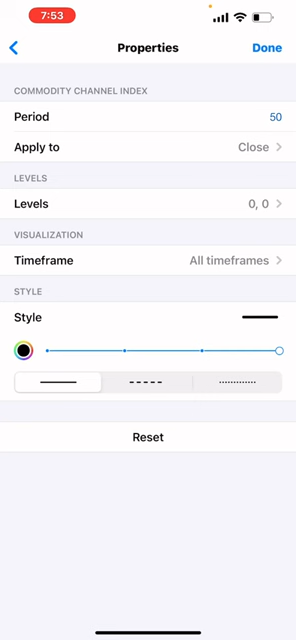 7:53
Properties
Done
COMMODITY CHANNEL INDEX
Period 50
Apply to Close
LEVELS
Levels 0, 0
VISUALIZATION
Timeframe All timeframes
STYLE
Style
Reset